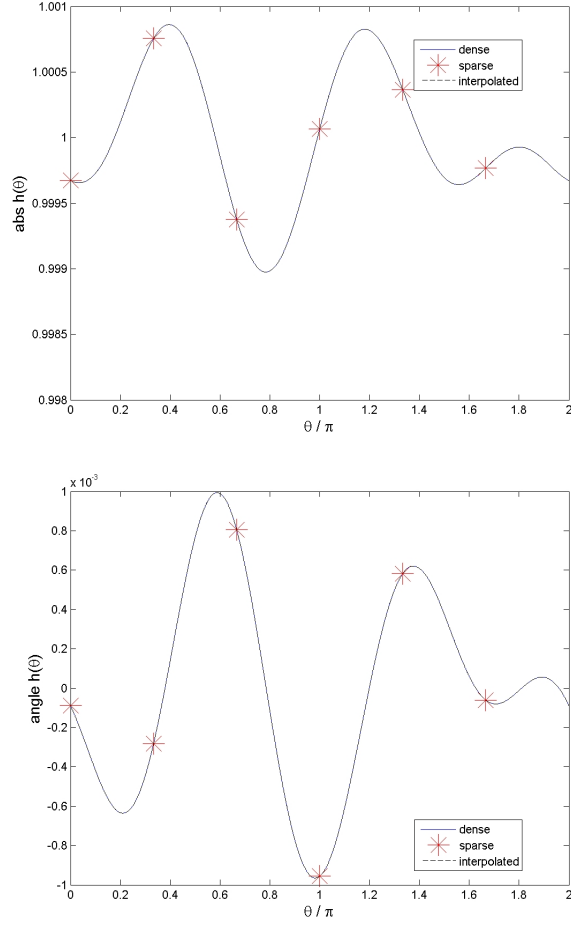 1.001
1.0005
1
0.9995
0.999
0.9985
0.998
abs h(θ)
dense
sparse
interpolated
0 0.2 0.4 0.6 0.8 1 1.2 1.4 1.6 1.8 2
θ / π
x 10⁻³
1
0.8
0.6
0.4
0.2
0
-0.2
-0.4
-0.6
-0.8
-1
angle h(θ)
dense
sparse
interpolated
0 0.2 0.4 0.6 0.8 1 1.2 1.4 1.6 1.8 2
θ / π